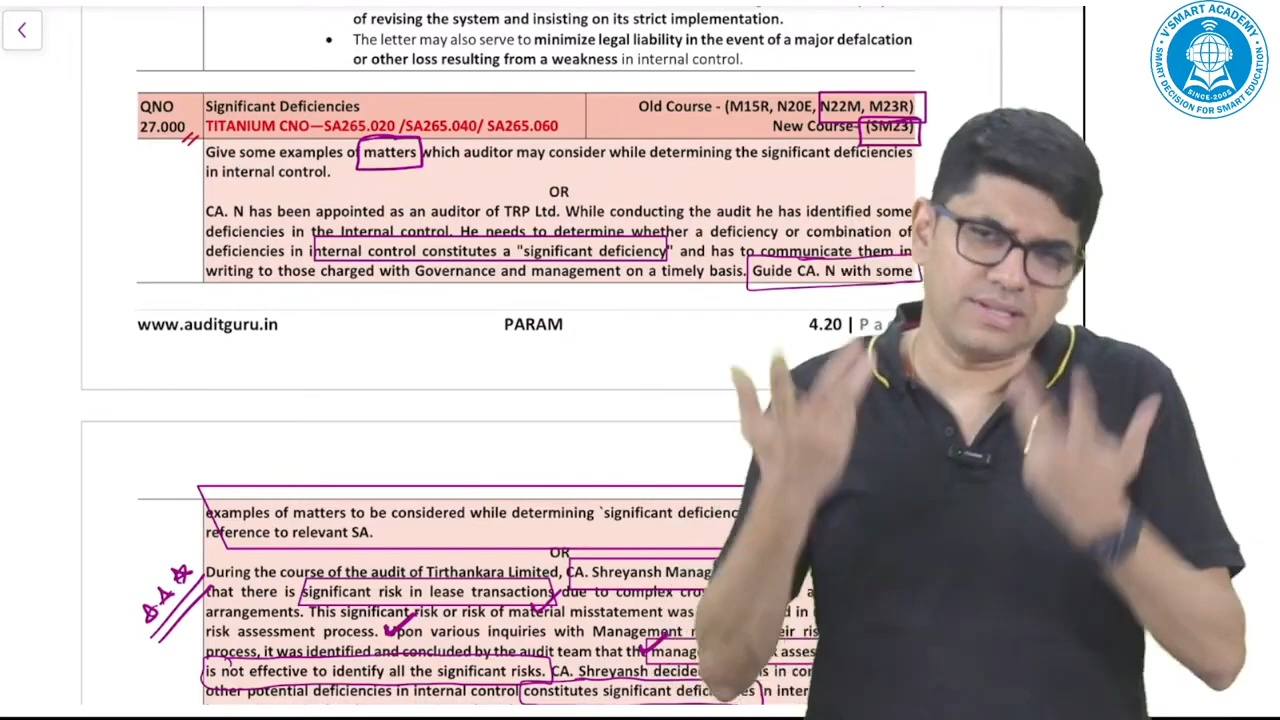 of revising the system and insisting on its strict implementation.
• The letter may also serve to minimize legal liability in the event of a major defalcation
or other loss resulting from a weakness in internal control.
QNO
27.000
Significant Deficiencies
TITANIUM CNO—SA265.020 /SA265.040/ SA265.060
Old Course - (M15R, N20E, N22M, M23R)
New Course- (SM23)
Give some examples of matters which auditor may consider while determining the significant deficiencies
in internal control.
OR
CA. N has been appointed as an auditor of TRP Ltd. While conducting the audit he has identified some
deficiencies in the Internal control. He needs to determine whether a deficiency or combination of
deficiencies in internal control constitutes a "significant deficiency" and has to communicate them in
writing to those charged with Governance and management on a timely basis. Guide CA. N with some
www.auditguru.in
PARAM
4.20 | P a
examples of matters to be considered while determining `significant
reference to relevant SA.
OR
During the course of the audit of Tirthankara Limited, CA. Shreyansh
that there is significant risk in lease transactions due to complex
arrangements. This significant risk or risk of material misstatement was in
risk assessment process. Upon various inquiries with Management risk
process, it was identified and concluded by the audit team that the
is not effective to identify all the significant risks. CA. Shreyansh in
other potential deficiencies in internal control constitutes significant in
V'SMART ACADEMY
SINCE-2005
SMART DECISION FOR SMART EDUCATION